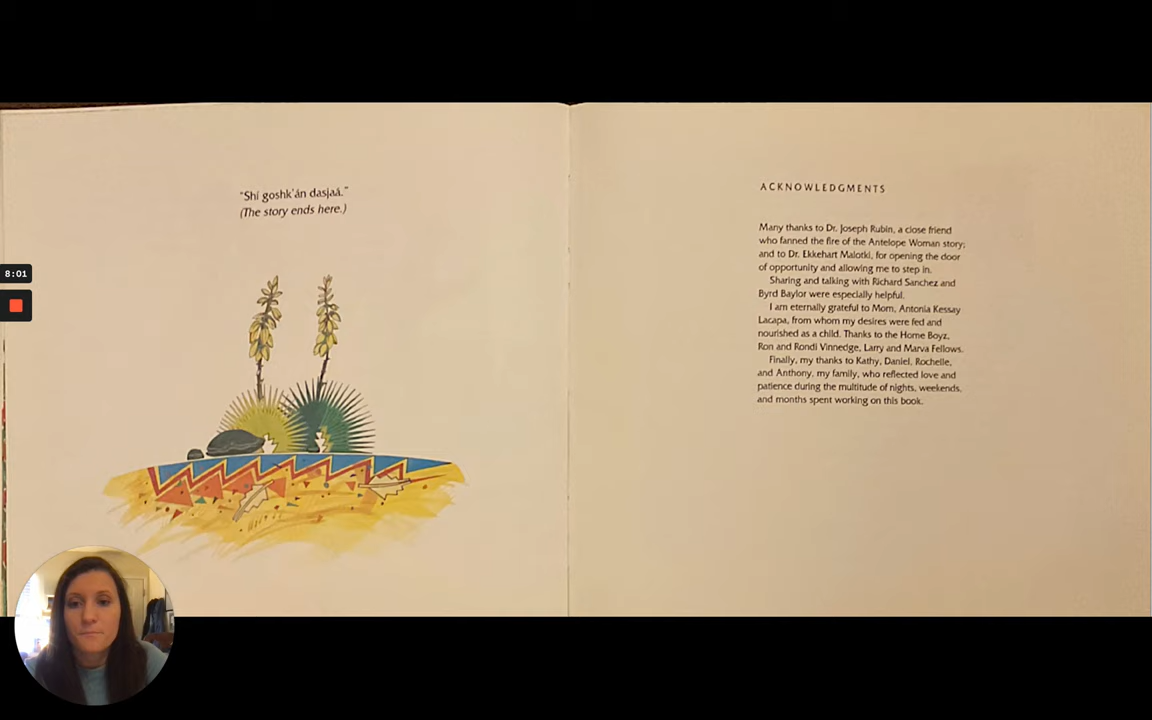 "Shí goshk'án dasjaá."
(The story ends here.)
8:01
ACKNOWLEDGMENTS
Many thanks to Dr. Joseph Rubin, a close friend
who fanned the fire of the Antelope Woman story;
and to Dr. Ekkehart Malotki, for opening the door
of opportunity and allowing me to step in.
Sharing and talking with Richard Sanchez and
Byrd Baylor were especially helpful.
I am eternally grateful to Mom, Antonia Kessay
Lacapa, from whom my desires were fed and
nourished as a child. Thanks to the Home Boyz,
Ron and Rondi Vinnedge, Larry and Marva Fellows.
Finally, my thanks to Kathy, Daniel, Rochelle,
and Anthony, my family, who reflected love and
patience during the multitude of nights, weekends,
and months spent working on this book.